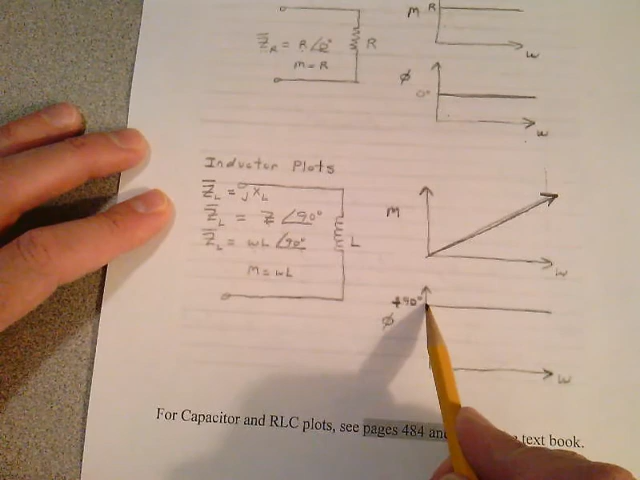 M R
Z̅R = R ∠0° R
M = R
ω
ϕ
0°
ω
Inductor Plots
Z̅L = jXL
M
Z̅L = Z ∠90°
Z̅L = ωL ∠90° L
M = ωL
ω
+90°
ϕ
ω
For Capacitor and RLC plots, see pages 484 and text book.